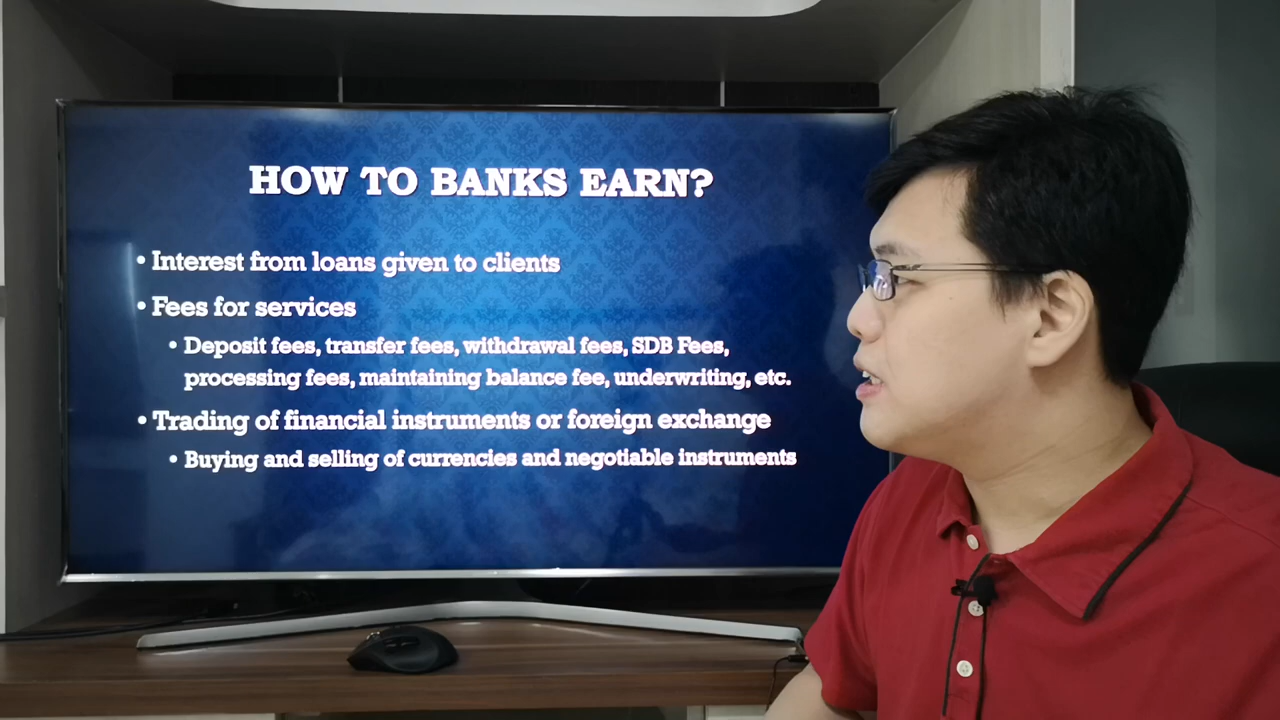 HOW TO BANKS EARN?
• Interest from loans given to clients
• Fees for services
• Deposit fees, transfer fees, withdrawal fees, SDB Fees,
processing fees, maintaining balance fee, underwriting, etc.
• Trading of financial instruments or foreign exchange
• Buying and selling of currencies and negotiable instruments